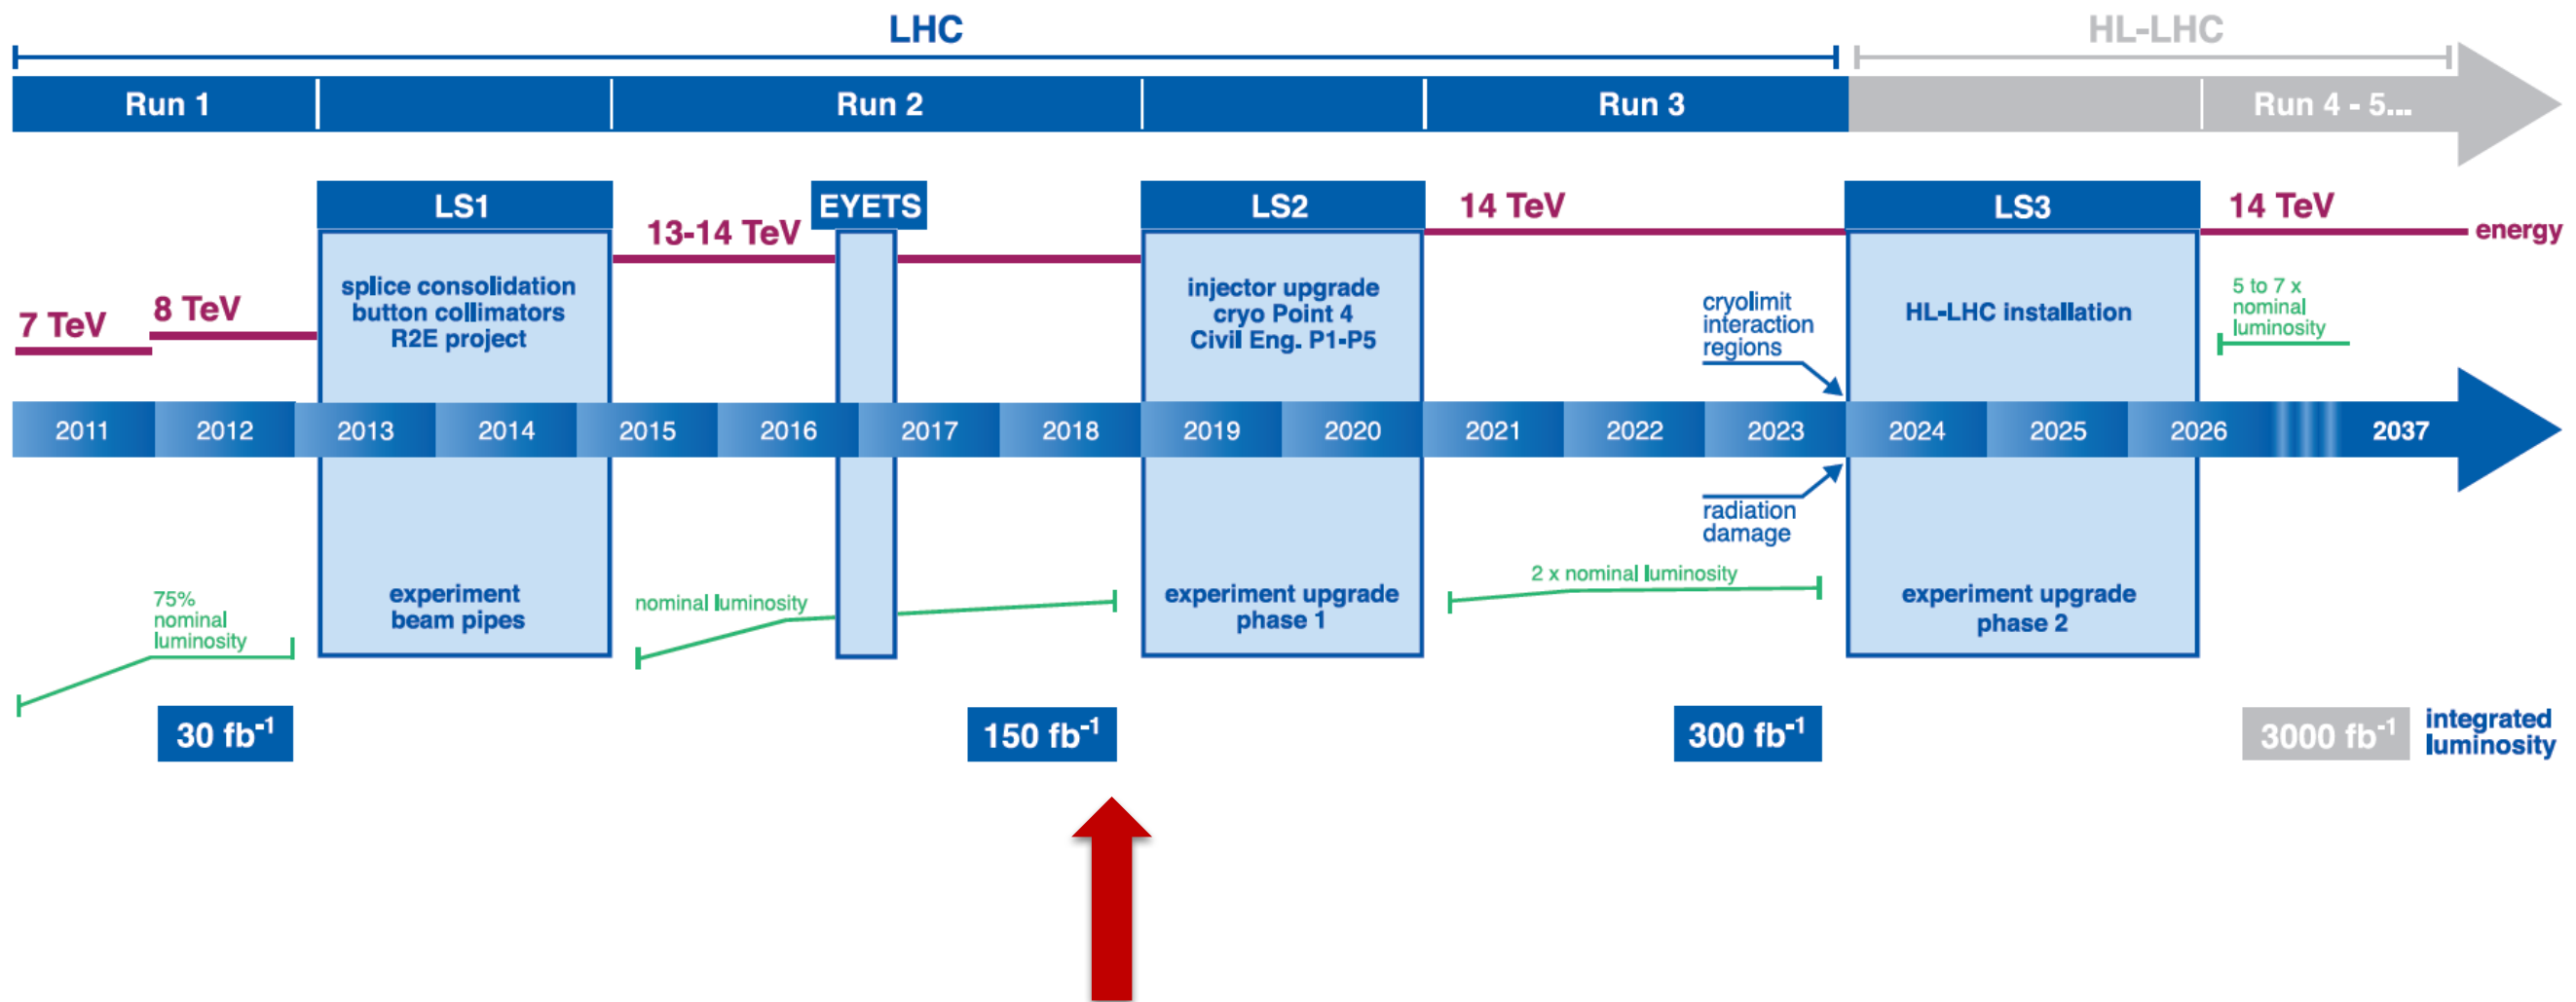 LHC
HL-LHC
Run 1
Run 2
Run 3
Run 4 - 5...
LS1
EYETS
LS2
14 TeV
LS3
14 TeV
13-14 TeV
energy
splice consolidation
button collimators
R2E project
injector upgrade
cryo Point 4
Civil Eng. P1-P5
cryolimit
interaction
regions
HL-LHC installation
5 to 7 x
nominal
luminosity
7 TeV
8 TeV
2011
2012
2013
2014
2015
2016
2017
2018
2019
2020
2021
2022
2023
2024
2025
2026
2037
radiation
damage
75%
nominal
luminosity
experiment
beam pipes
nominal luminosity
experiment upgrade
phase 1
2 x nominal luminosity
experiment upgrade
phase 2
30 fb⁻¹
150 fb⁻¹
300 fb⁻¹
3000 fb⁻¹
integrated
luminosity